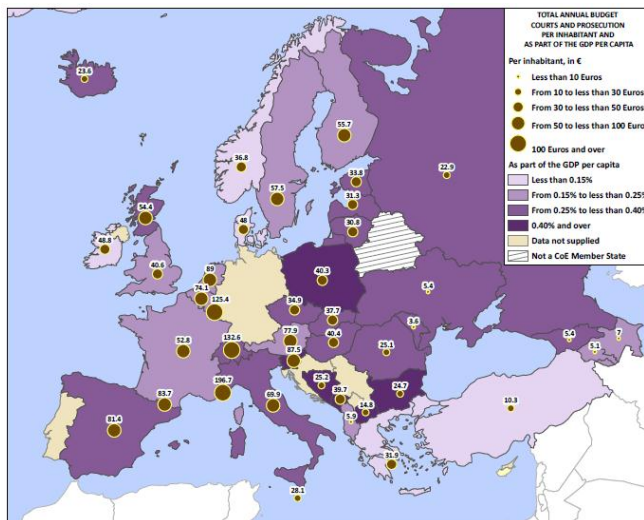 TOTAL ANNUAL BUDGET
COURTS AND PROSECUTION
PER INHABITANT AND
AS PART OF THE GDP PER CAPITA
Per inhabitant, in €
Less than 10 Euros
From 10 to less than 30 Euros
From 30 to less than 50 Euros
From 50 to less than 100 Euro
100 Euros and over
As part of the GDP per capita
Less than 0.15%
From 0.15% to less than 0.25%
From 0.25% to less than 0.40%
0.40% and over
Data not supplied
Not a CoE Member State
23.6
55.7
36.8
22.9
33.8
31.3
57.5
54.4
48
30.8
48.8
40.6
89
74.1
125.4
40.3
5.4
34.9
37.7
3.6
132.6
77.9
40.4
52.8
87.5
25.1
5.4
7
5.1
196.7
25.2
39.7
24.7
83.7
69.9
14.8
81.4
5.9
10.3
31.9
28.1